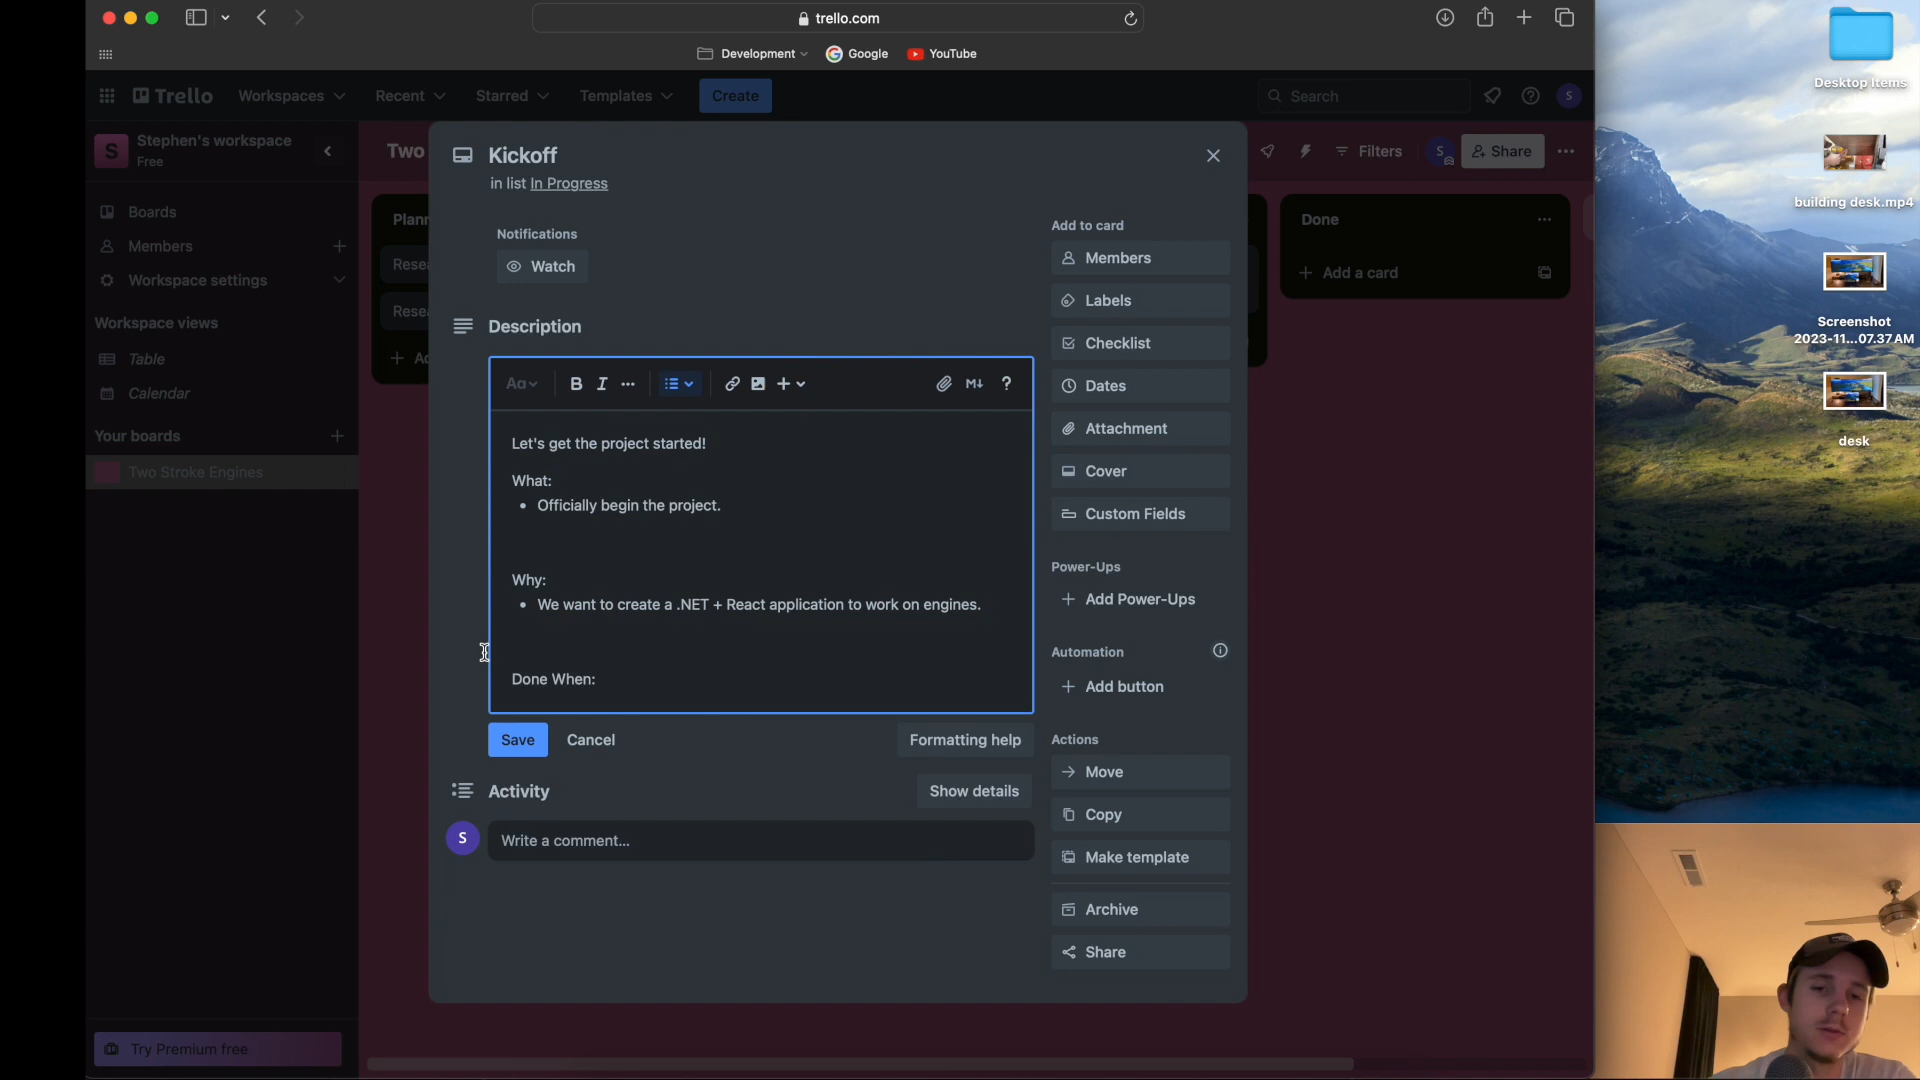 trello.com
Development
Google
YouTube
Trello
Workspaces
Recent
Starred
Templates
Create
Search
S
S
Stephen's workspace
Free
Boards
Members
Workspace settings
Workspace views
Table
Calendar
Your boards
Two Stroke Engines
Try Premium free
Two
Filters
S
Share
Kickoff
in list In Progress
Notifications
Watch
Description
Aa
B
I
M
?
Let's get the project started!
What:
• Officially begin the project.
Why:
• We want to create a .NET + React application to work on engines.
Done When:
Save
Cancel
Formatting help
Activity
Show details
S
Write a comment...
Add to card
Members
Labels
Checklist
Dates
Attachment
Cover
Custom Fields
Power-Ups
Add Power-Ups
Automation
Add button
Actions
Move
Copy
Make template
Archive
Share
Done
Add a card
Desktop Items
building desk.mp4
Screenshot
2023-11...07.37 AM
desk